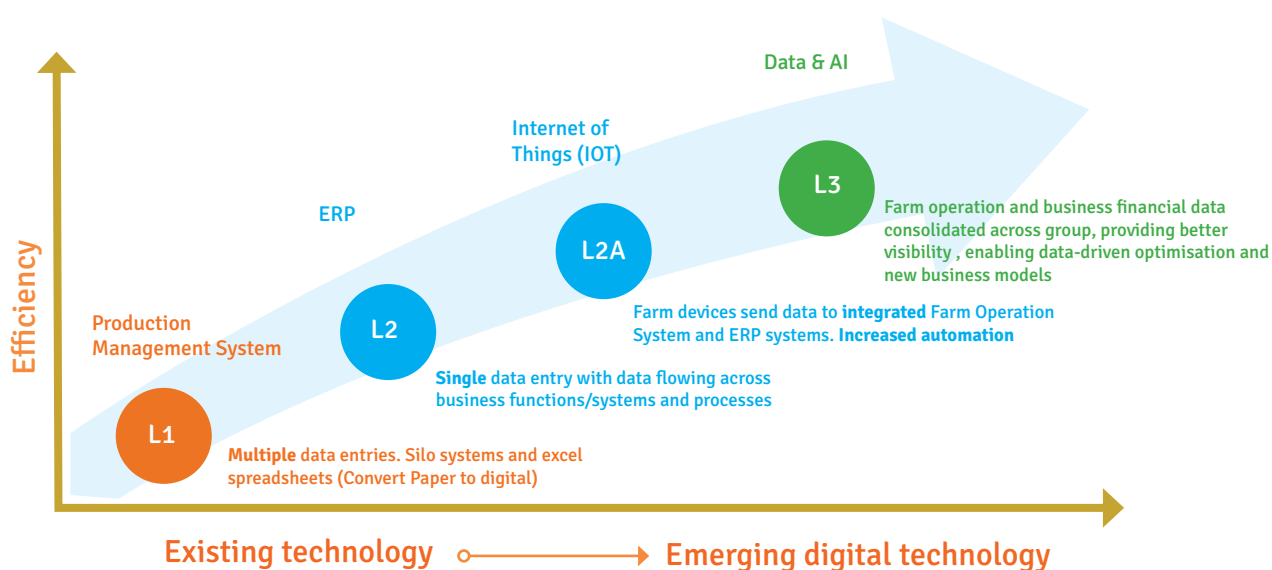 Data & AI
Internet of
Things (IOT)
L3
Farm operation and business financial data
consolidated across group, providing better
visibility , enabling data-driven optimisation and
new business models
ERP
L2A
Farm devices send data to integrated Farm Operation
System and ERP systems. Increased automation
Production
Management System
L2
Single data entry with data flowing across
business functions/systems and processes
L1
Multiple data entries. Silo systems and excel
spreadsheets (Convert Paper to digital)
Efficiency
Existing technology
Emerging digital technology